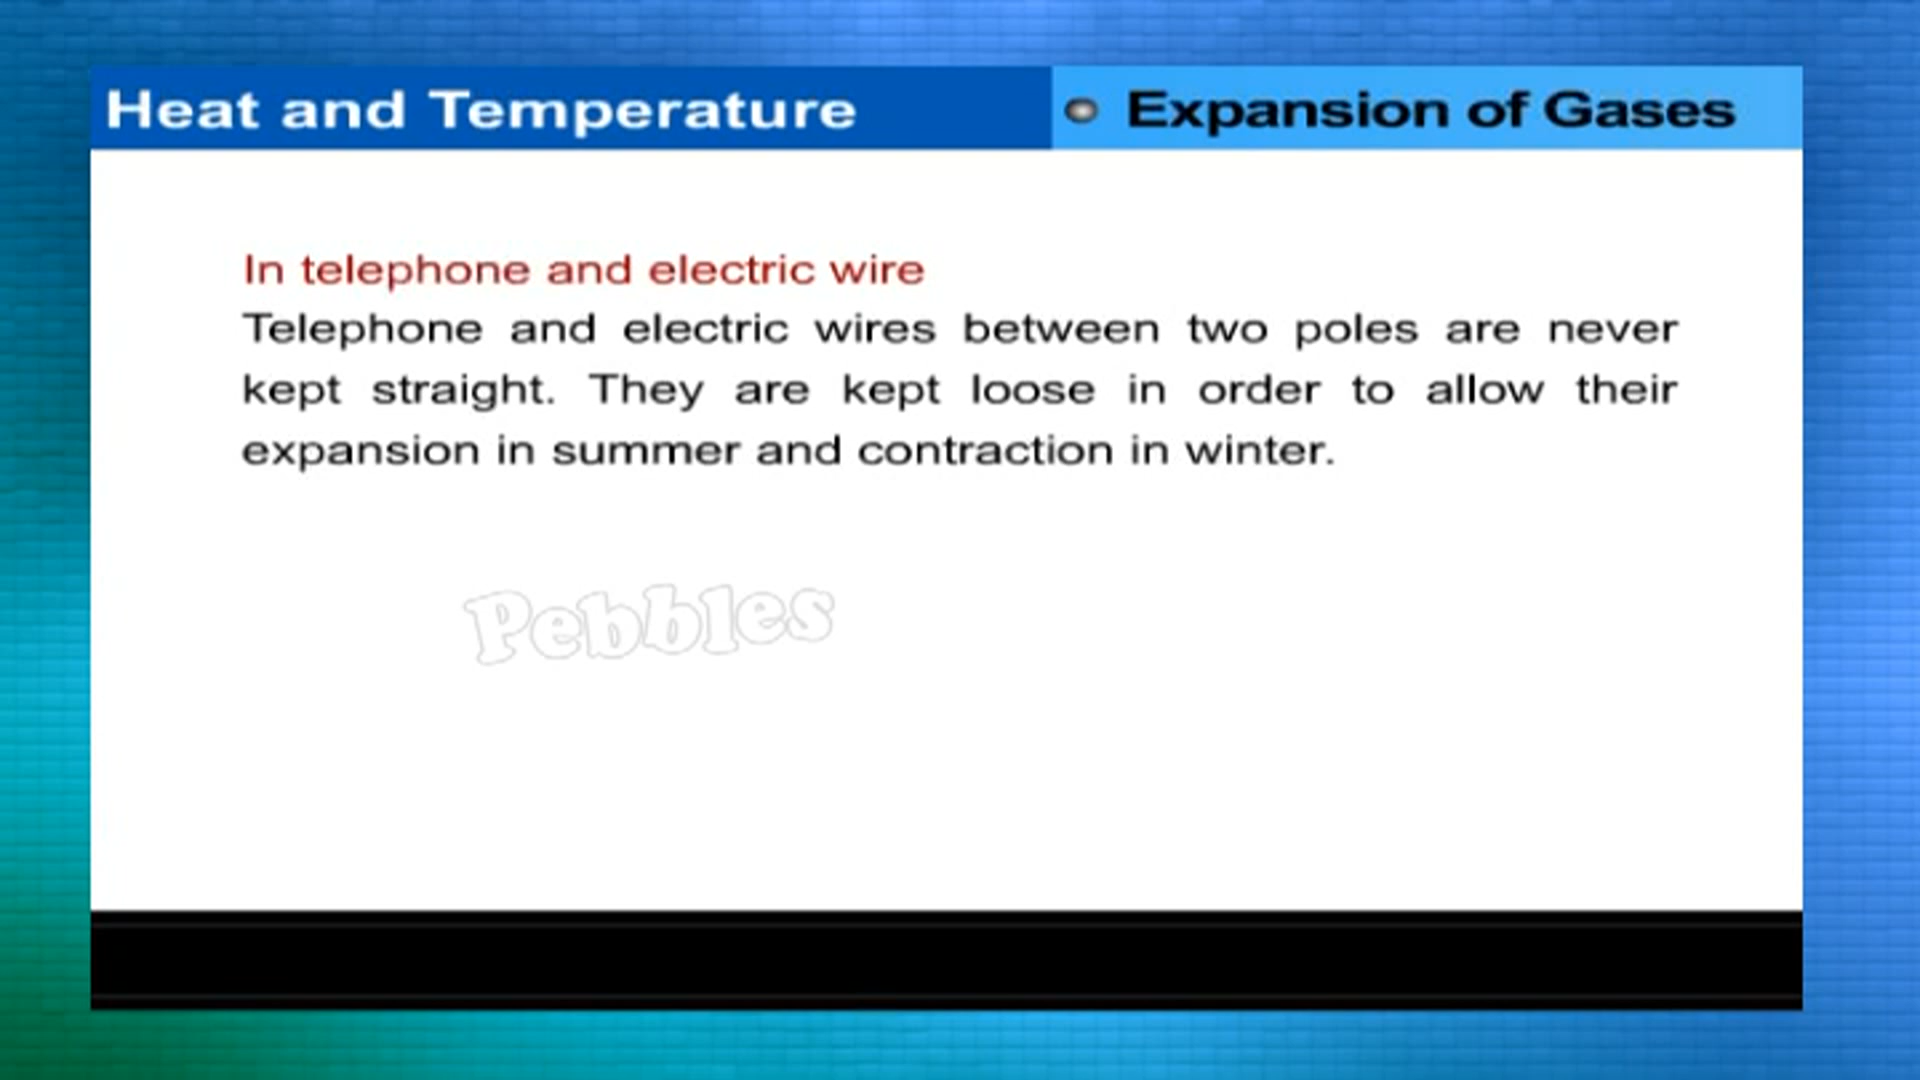 Heat and Temperature
Expansion of Gases
In telephone and electric wire
Telephone and electric wires between two poles are never
kept straight. They are kept loose in order to allow their
expansion in summer and contraction in winter.
Pebbles